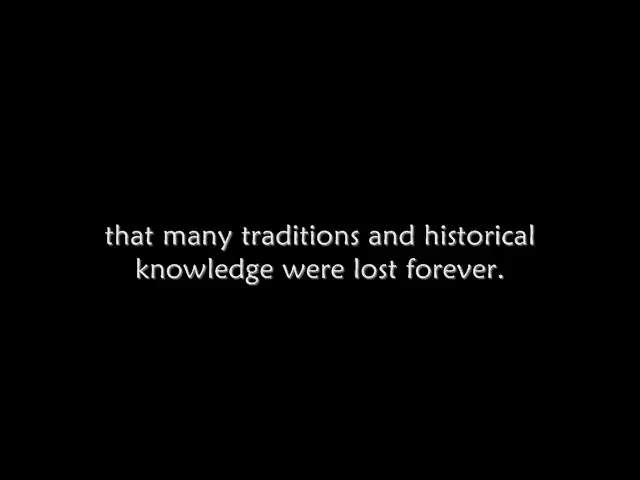 that many traditions and historical
knowledge were lost forever.